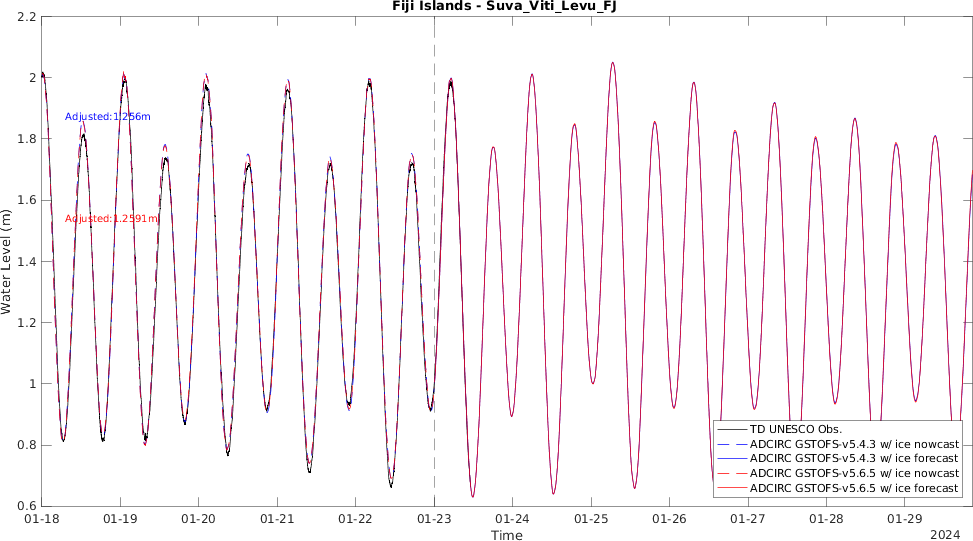 Fiji Islands - Suva_Viti_Levu_FJ
2.2
2
1.8
1.6
1.4
1.2
1
0.8
0.6
Water Level (m)
Adjusted:1.256m
Adjusted:1.2591m
TD UNESCO Obs.
ADCIRC GSTOFS-v5.4.3 w/ ice nowcast
ADCIRC GSTOFS-v5.4.3 w/ ice forecast
ADCIRC GSTOFS-v5.6.5 w/ ice nowcast
ADCIRC GSTOFS-v5.6.5 w/ ice forecast
01-18 01-19 01-20 01-21 01-22 01-23 01-24 01-25 01-26 01-27 01-28 01-29
Time
2024